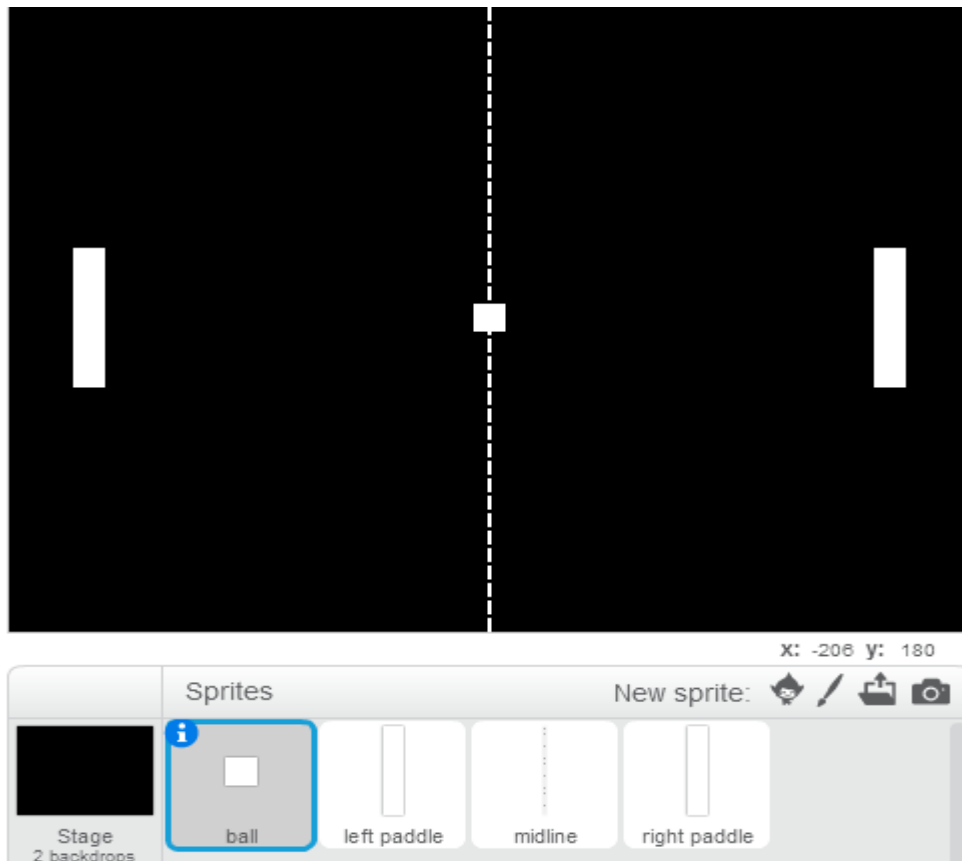 x: -206 y: 180
Sprites New sprite:
i
Stage
2 backdrops
ball
left paddle
midline
right paddle